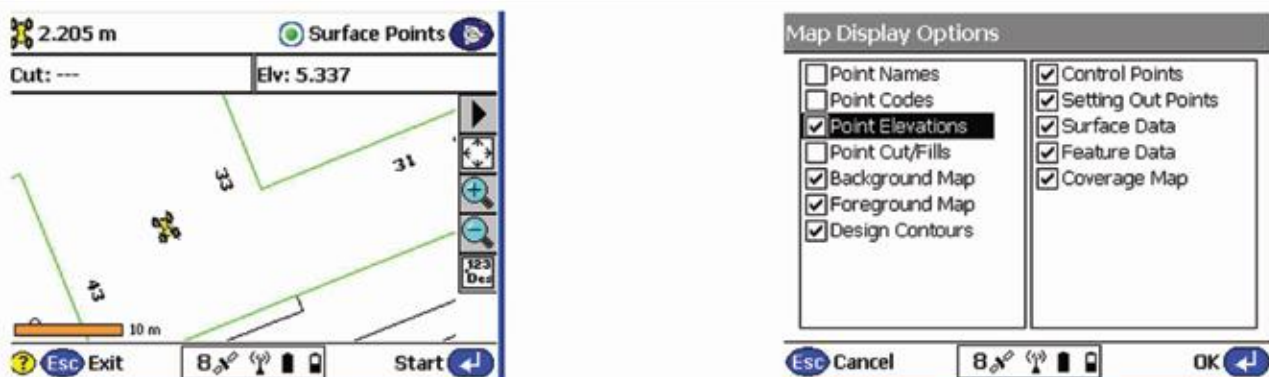 2.205 m Surface Points
Cut: --- Elv: 5.337
33
31
43
123
Des
10 m
? Esc Exit 8 Start
Map Display Options
Point Names
Point Codes
Point Elevations
Point Cut/Fills
Background Map
Foreground Map
Design Contours
Control Points
Setting Out Points
Surface Data
Feature Data
Coverage Map
Esc Cancel 8 OK